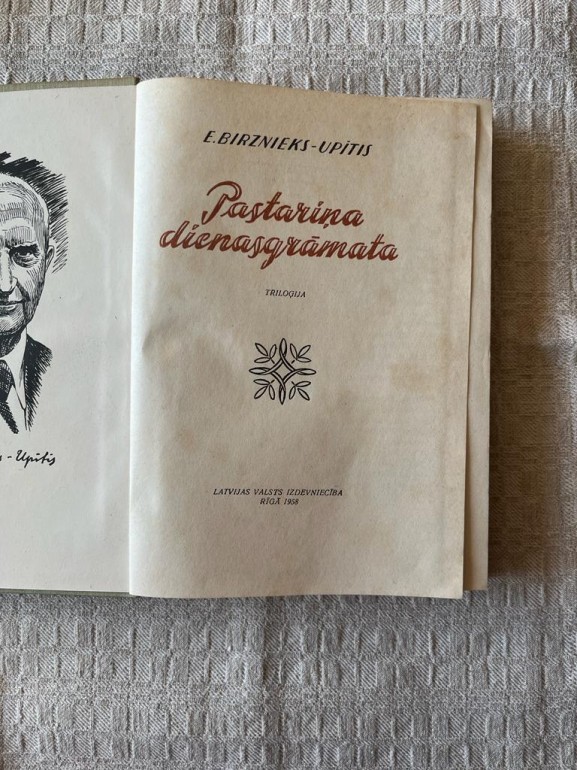 E. BIRZNIEKS-UPĪTIS
Pastariņa
dienasgrāmata
TRILOĢIJA
LATVIJAS VALSTS IZDEVNIECĪBA
RĪGĀ 1958
- Upītis